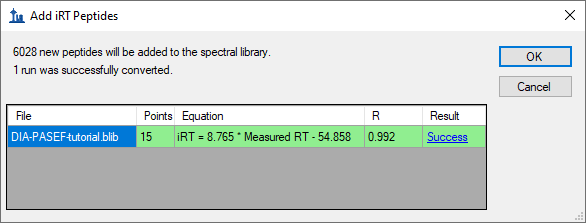 Add iRT Peptides
6028 new peptides will be added to the spectral library.
1 run was successfully converted.
OK
Cancel
File Points Equation R Result
DIA-PASEF-tutorial.blib 15 iRT = 8.765 * Measured RT - 54.858 0.992 Success